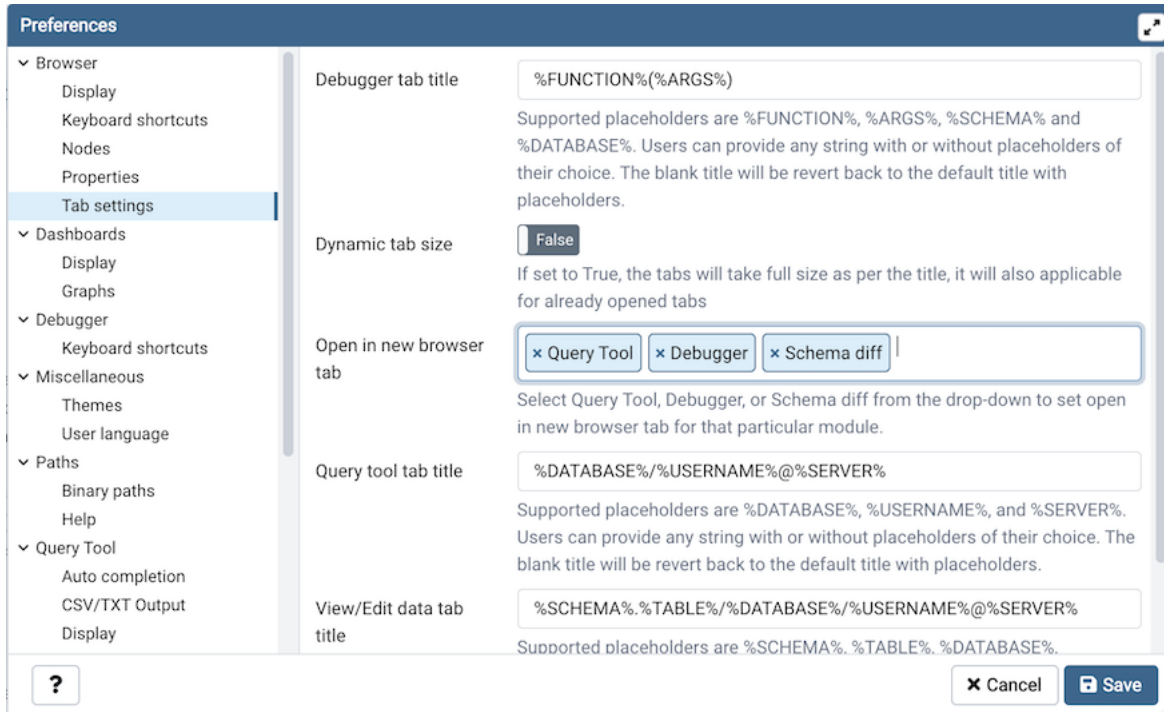 Preferences
Browser
Display
Keyboard shortcuts
Nodes
Properties
Tab settings
Dashboards
Display
Graphs
Debugger
Keyboard shortcuts
Miscellaneous
Themes
User language
Paths
Binary paths
Help
Query Tool
Auto completion
CSV/TXT Output
Display
Debugger tab title
%FUNCTION%(%ARGS%)
Supported placeholders are %FUNCTION%, %ARGS%, %SCHEMA% and
%DATABASE%. Users can provide any string with or without placeholders of
their choice. The blank title will be revert back to the default title with
placeholders.
Dynamic tab size
False
If set to True, the tabs will take full size as per the title, it will also applicable
for already opened tabs
Open in new browser
tab
× Query Tool × Debugger × Schema diff
Select Query Tool, Debugger, or Schema diff from the drop-down to set open
in new browser tab for that particular module.
Query tool tab title
%DATABASE%/%USERNAME%@%SERVER%
Supported placeholders are %DATABASE%, %USERNAME%, and %SERVER%.
Users can provide any string with or without placeholders of their choice. The
blank title will be revert back to the default title with placeholders.
View/Edit data tab
title
%SCHEMA%.%TABLE%/%DATABASE%/%USERNAME%@%SERVER%
Supported placeholders are %SCHEMA%, %TABLE%, %DATABASE%,
?
Cancel
Save